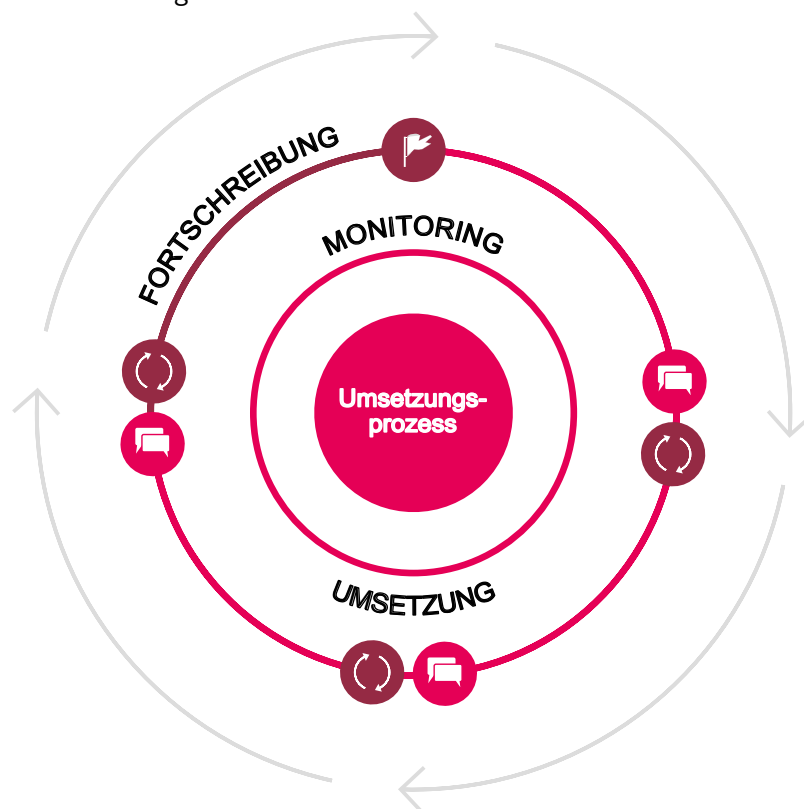 FORTSCHREIBUNG
MONITORING
Umsetzungs-
prozess
UMSETZUNG